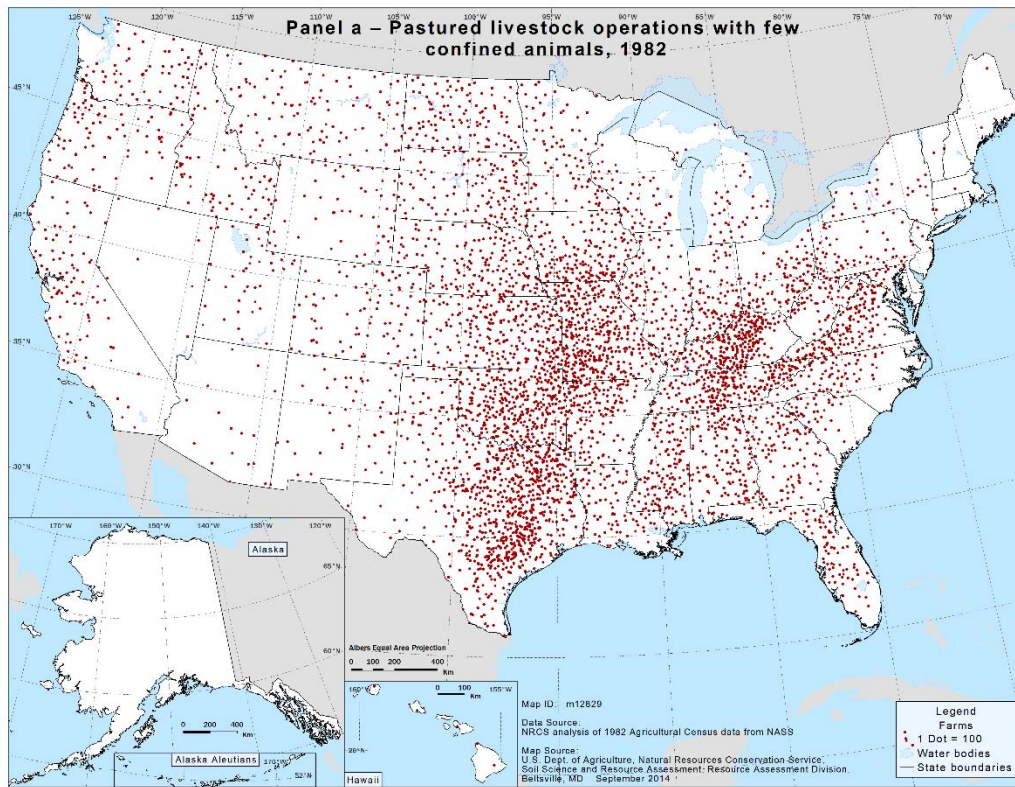 125°W
120°W
115°W
110°W
105°W
100°W
95°W
90°W
85°W
80°W
75°W
70°W
Panel a – Pastured livestock operations with few
confined animals, 1982
45°N
40°N
35°N
30°N
170°W
160°W
150°W
140°W
130°W
120°W
Alaska
65°N
60°N
0 200 400
Km
Alaska Aleutians
170°W
52°N
Albers Equal Area Projection
0 100 200 400
Km
160°W
0 100
Km
155°W
20°N
Hawaii
Map ID: m12829
Data Source:
NRCS analysis of 1982 Agricultural Census data from NASS
Map Source:
U.S. Dept. of Agriculture, Natural Resources Conservation Service,
Soil Science and Resource Assessment, Resource Assessment Division,
Beltsville, MD September 2014
Legend
Farms
1 Dot = 100
Water bodies
State boundaries